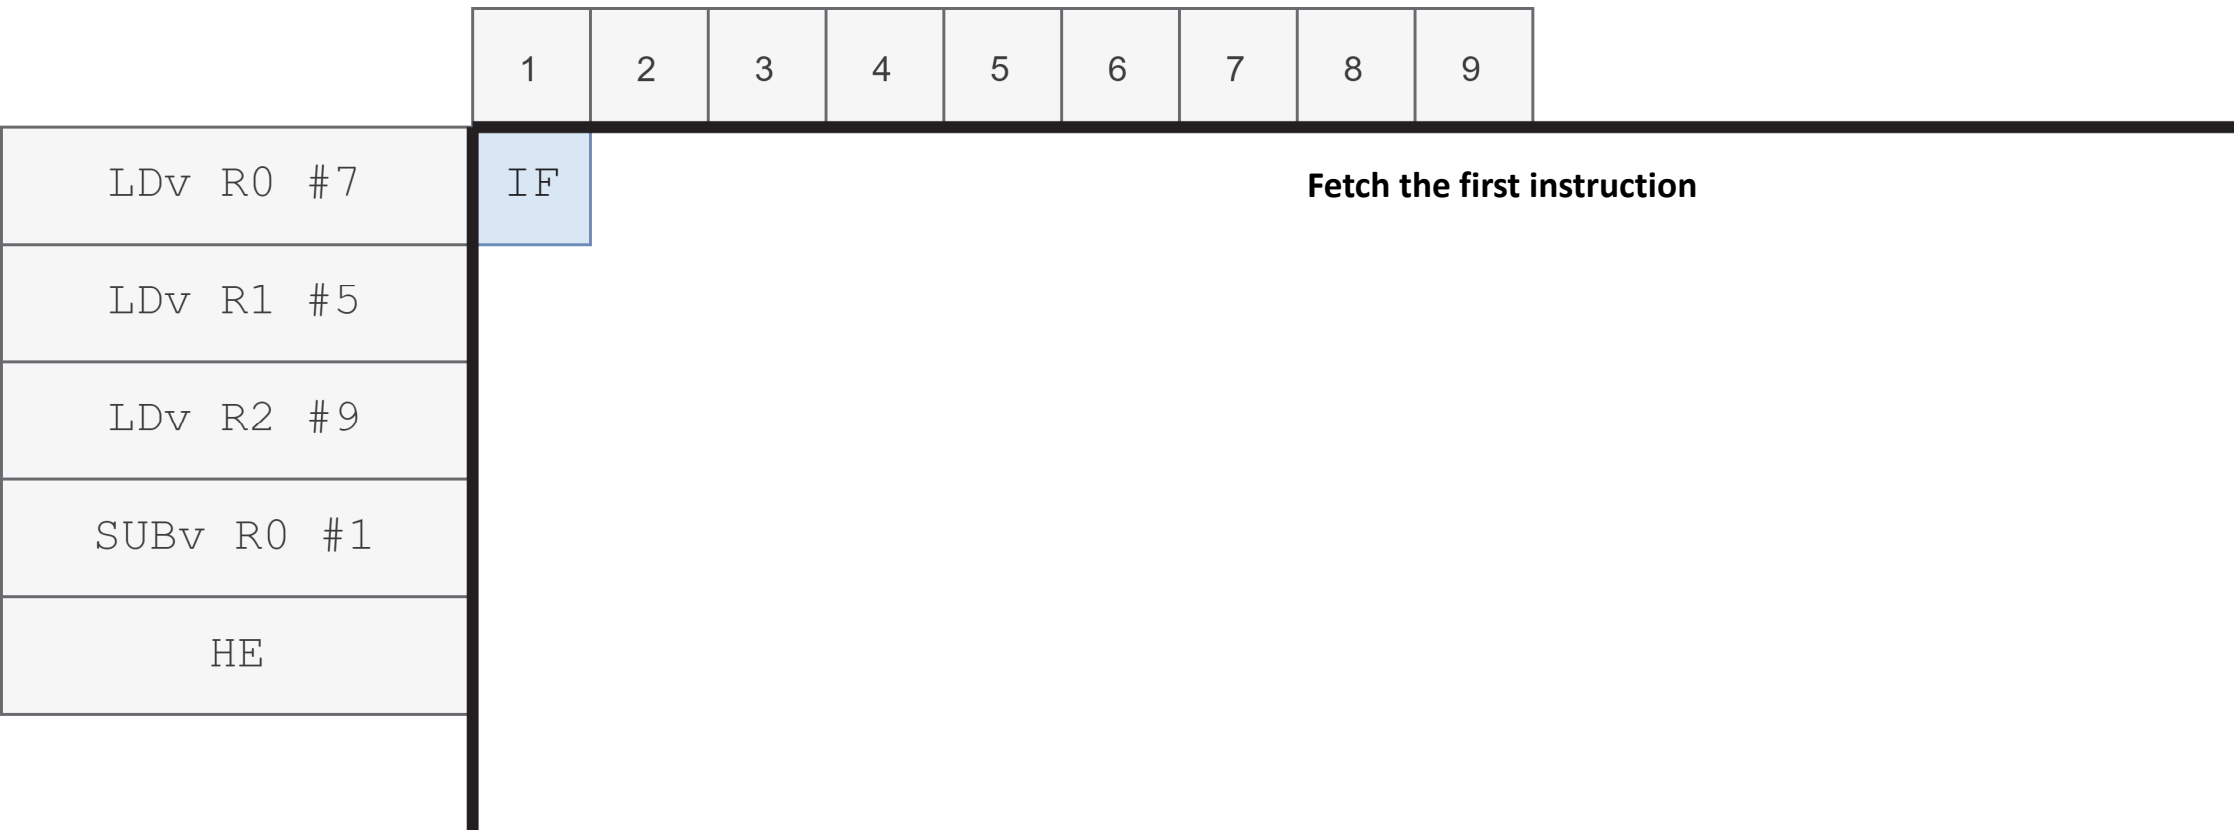 1 2 3 4 5 6 7 8 9
LDv R0 #7 IF Fetch the first instruction
LDv R1 #5
LDv R2 #9
SUBv R0 #1
HE